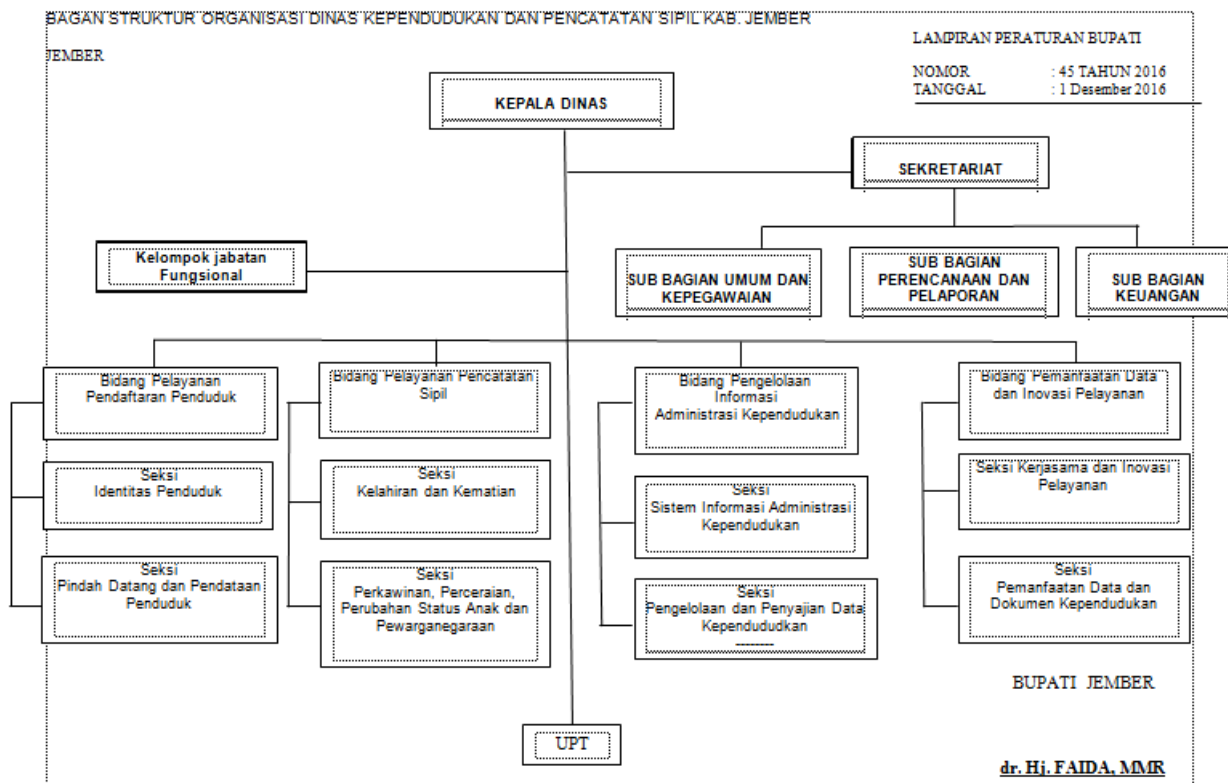 BAGAN STRUKTUR ORGANISASI DINAS KEPENDUDUKAN DAN PENCATATAN SIPIL KAB. JEMBER
JEMBER
LAMPIRAN PERATURAN BUPATI
NOMOR : 45 TAHUN 2016
TANGGAL : 1 Desember 2016
KEPALA DINAS
SEKRETARIAT
Kelompok jabatan
Fungsional
SUB BAGIAN UMUM DAN
KEPEGAWAIAN
SUB BAGIAN
PERENCANAAN DAN
PELAPORAN
SUB BAGIAN
KEUANGAN
Bidang Pelayanan
Pendaftaran Penduduk
Bidang Pelayanan Pencatatan
Sipil
Bidang Pengelolaan
Informasi
Administrasi Kependudukan
Bidang Pemanfaatan Data
dan Inovasi Pelayanan
Seksi
Identitas Penduduk
Seksi
Kelahiran dan Kematian
Seksi
Sistem Informasi Administrasi
Kependudukan
Seksi Kerjasama dan Inovasi
Pelayanan
Seksi
Pindah Datang dan Pendataan
Penduduk
Seksi
Perkawinan, Perceraian,
Perubahan Status Anak dan
Pewarganegaraan
Seksi
Pengelolaan dan Penyajian Data
Kependududkan
--------
Seksi
Pemanfaatan Data dan
Dokumen Kependudukan
BUPATI JEMBER
UPT
dr. Hj. FAIDA, MMR